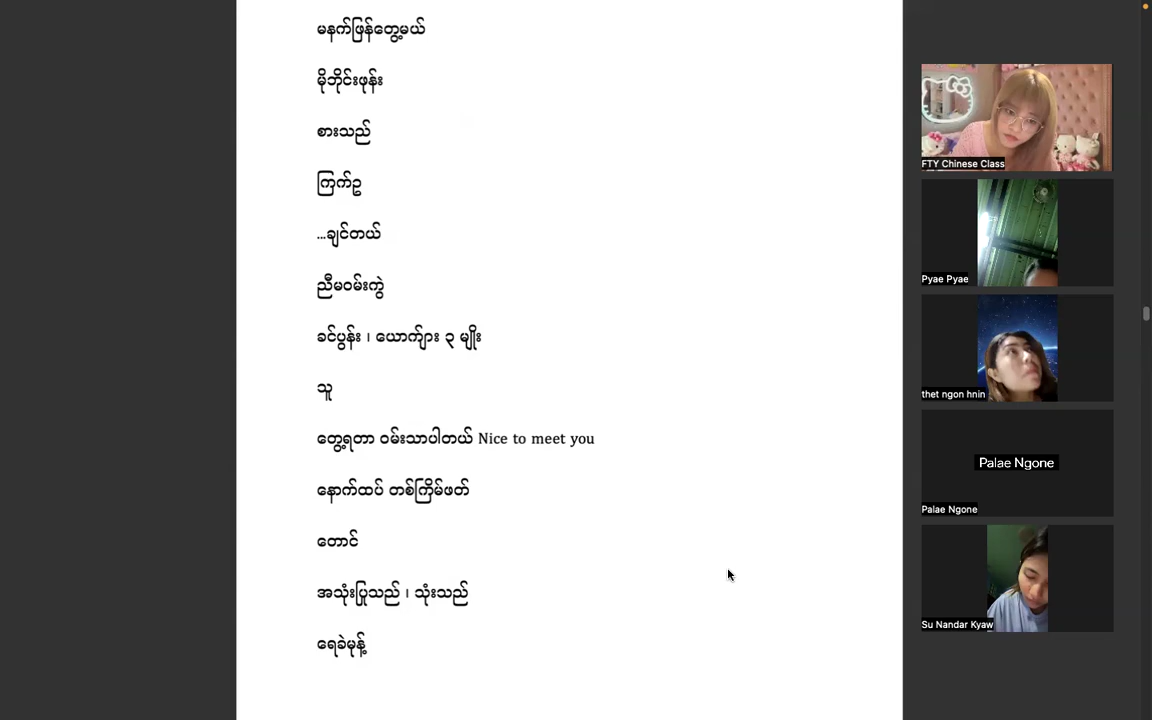 မနက်ဖြန်တွေ့မယ်
မိုဘိုင်းဖုန်း
စားသည်
ကြက်ဥ
...ချင်တယ်
ညီမဝမ်းကွဲ
ခင်ပွန်း ၊ ယောက်ျား ၃ မျိုး
သူ
တွေ့ရတာ ဝမ်းသာပါတယ် Nice to meet you
နောက်ထပ် တစ်ကြိမ်ဖတ်
တောင်
အသုံးပြုသည် ၊ သုံးသည်
ရေခဲမုန့်
FTY Chinese Class
Pyae Pyae
thet ngon hnin
Palae Ngone
Palae Ngone
Su Nandar Kyaw